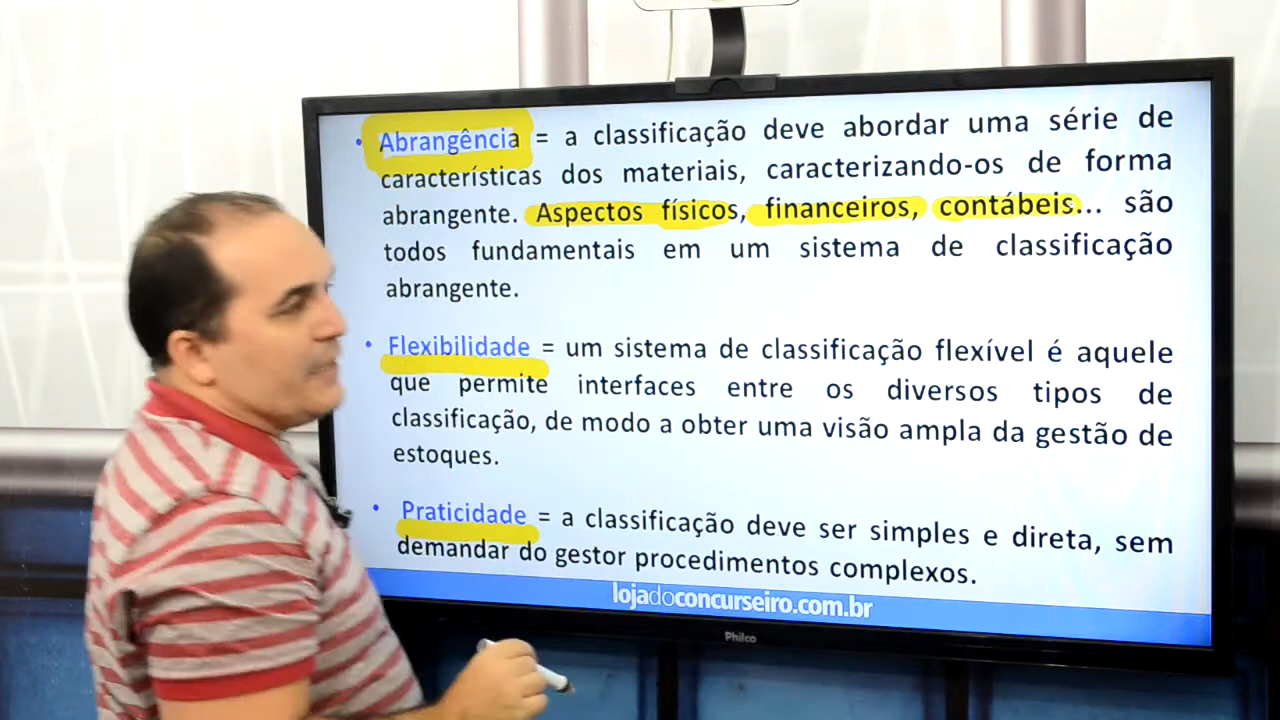 • Abrangência = a classificação deve abordar uma série de
características dos materiais, caracterizando-os de forma
abrangente. Aspectos físicos, financeiros, contábeis... são
todos fundamentais em um sistema de classificação
abrangente.
• Flexibilidade = um sistema de classificação flexível é aquele
que permite interfaces entre os diversos tipos de
classificação, de modo a obter uma visão ampla da gestão de
estoques.
• Praticidade = a classificação deve ser simples e direta, sem
demandar do gestor procedimentos complexos.
lojadoconcurseiro.com.br
Philco